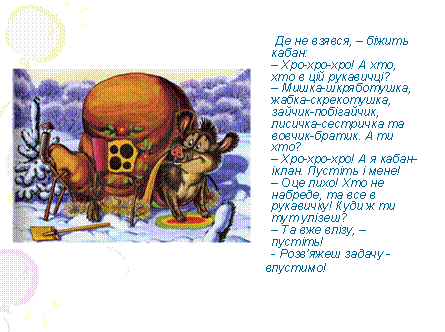 Де не взявся, – біжить
кабан:
– Хро-хро-хро! А хто,
хто в цій рукавичці?
– Мишка-шкряботушка,
жабка-скрекотушка,
зайчик-побігайчик,
лисичка-сестричка та
вовчик-братик. А ти
хто?
– Хро-хро-хро! А я кабан-
іклан. Пустіть і мене!
– Оце лихо! Хто не
набреде, та все в
рукавичку! Куди ж ти
тут улізеш?
– Та вже влізу, –
пустіть!
- Розв'яжеш задачу -
впустимо!